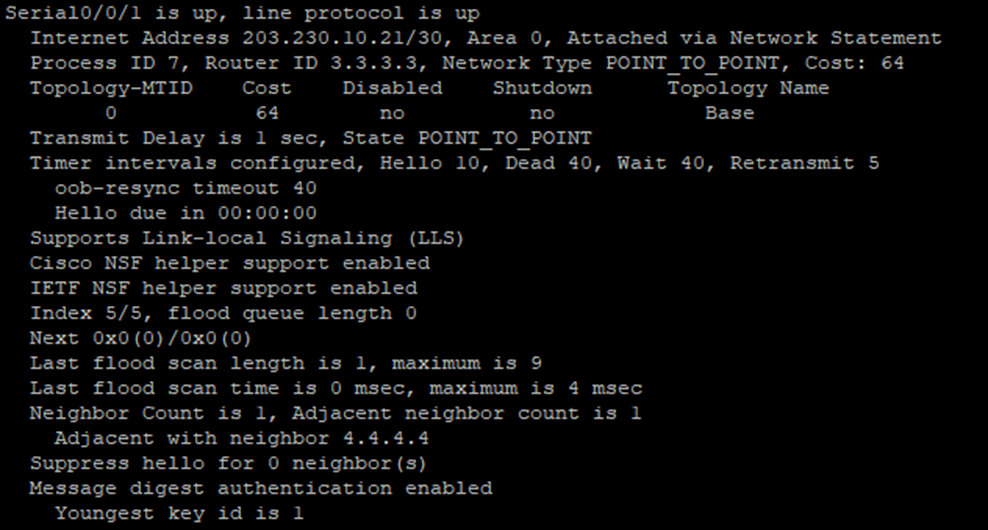 Serial0/0/1 is up, line protocol is up
Internet Address 203.230.10.21/30, Area 0, Attached via Network Statement
Process ID 7, Router ID 3.3.3.3, Network Type POINT_TO_POINT, Cost: 64
Topology-MTID Cost Disabled Shutdown Topology Name
0 64 no no Base
Transmit Delay is 1 sec, State POINT_TO_POINT
Timer intervals configured, Hello 10, Dead 40, Wait 40, Retransmit 5
oob-resync timeout 40
Hello due in 00:00:00
Supports Link-local Signaling (LLS)
Cisco NSF helper support enabled
IETF NSF helper support enabled
Index 5/5, flood queue length 0
Next 0x0(0)/0x0(0)
Last flood scan length is 1, maximum is 9
Last flood scan time is 0 msec, maximum is 4 msec
Neighbor Count is 1, Adjacent neighbor count is 1
Adjacent with neighbor 4.4.4.4
Suppress hello for 0 neighbor(s)
Message digest authentication enabled
Youngest key id is 1